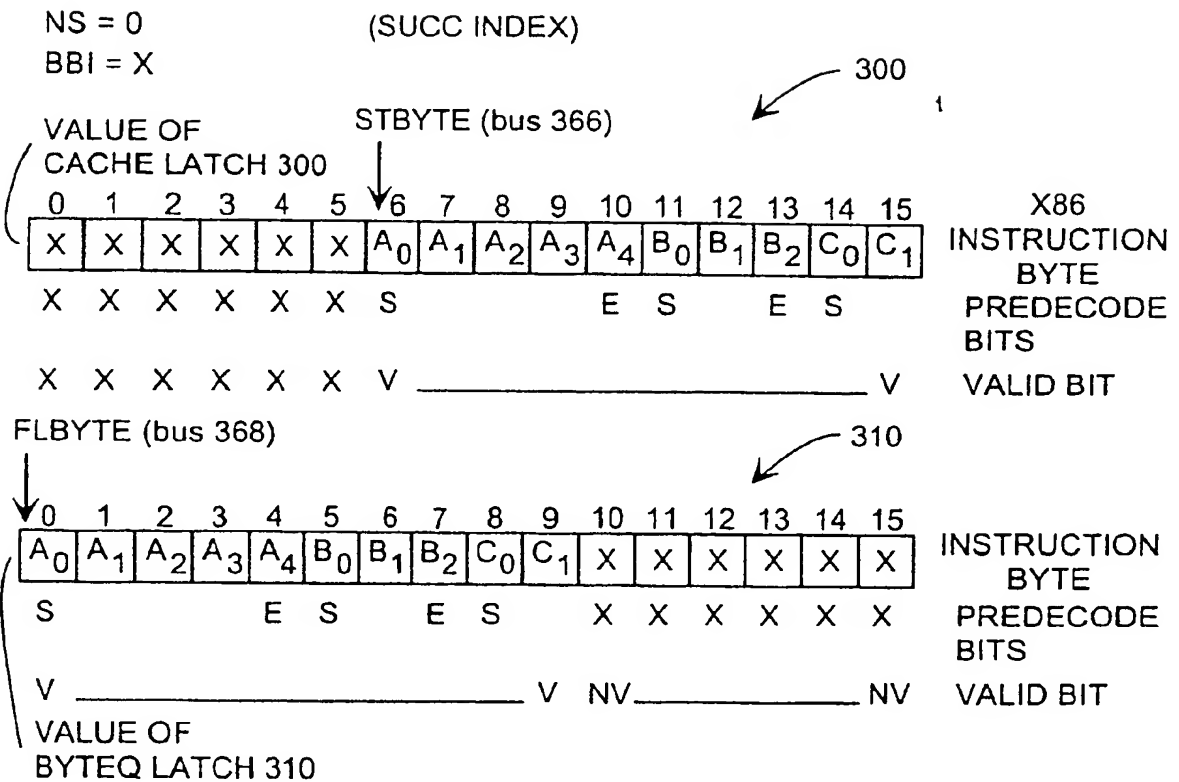 NS = 0 (SUCC INDEX)
BBI = X
300
VALUE OF
CACHE LATCH 300
STBYTE (bus 366)
0 1 2 3 4 5 6 7 8 9 10 11 12 13 14 15
X X X X X X A0 A1 A2 A3 A4 B0 B1 B2 C0 C1
X86
INSTRUCTION
BYTE
X X X X X X S E S E S
PREDECODE
BITS
X X X X X X V V VALID BIT
FLBYTE (bus 368)
310
0 1 2 3 4 5 6 7 8 9 10 11 12 13 14 15
A0 A1 A2 A3 A4 B0 B1 B2 C0 C1 X X X X X X
INSTRUCTION
BYTE
S E S E S X X X X X X
PREDECODE
BITS
V V NV NV VALID BIT
VALUE OF
BYTEQ LATCH 310